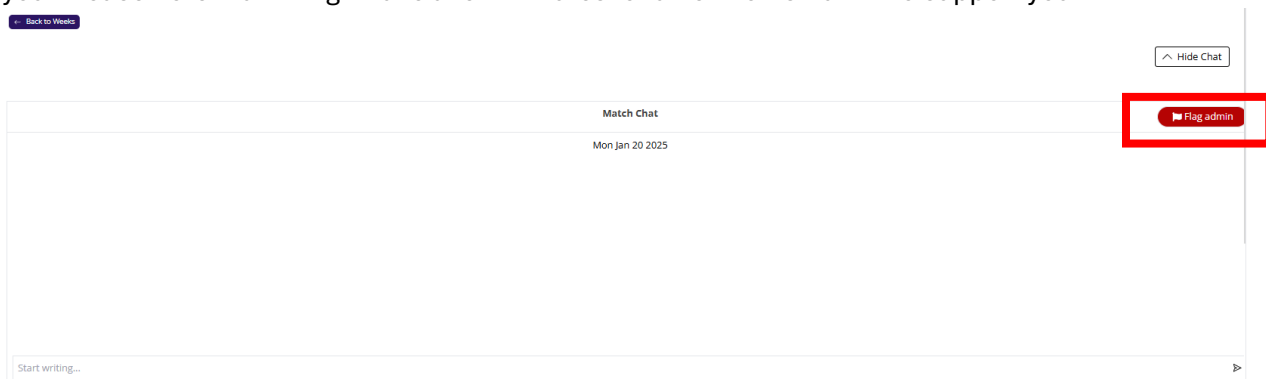 ← Back to Weeks
Hide Chat
Match Chat
Flag admin
Mon Jan 20 2025
Start writing...